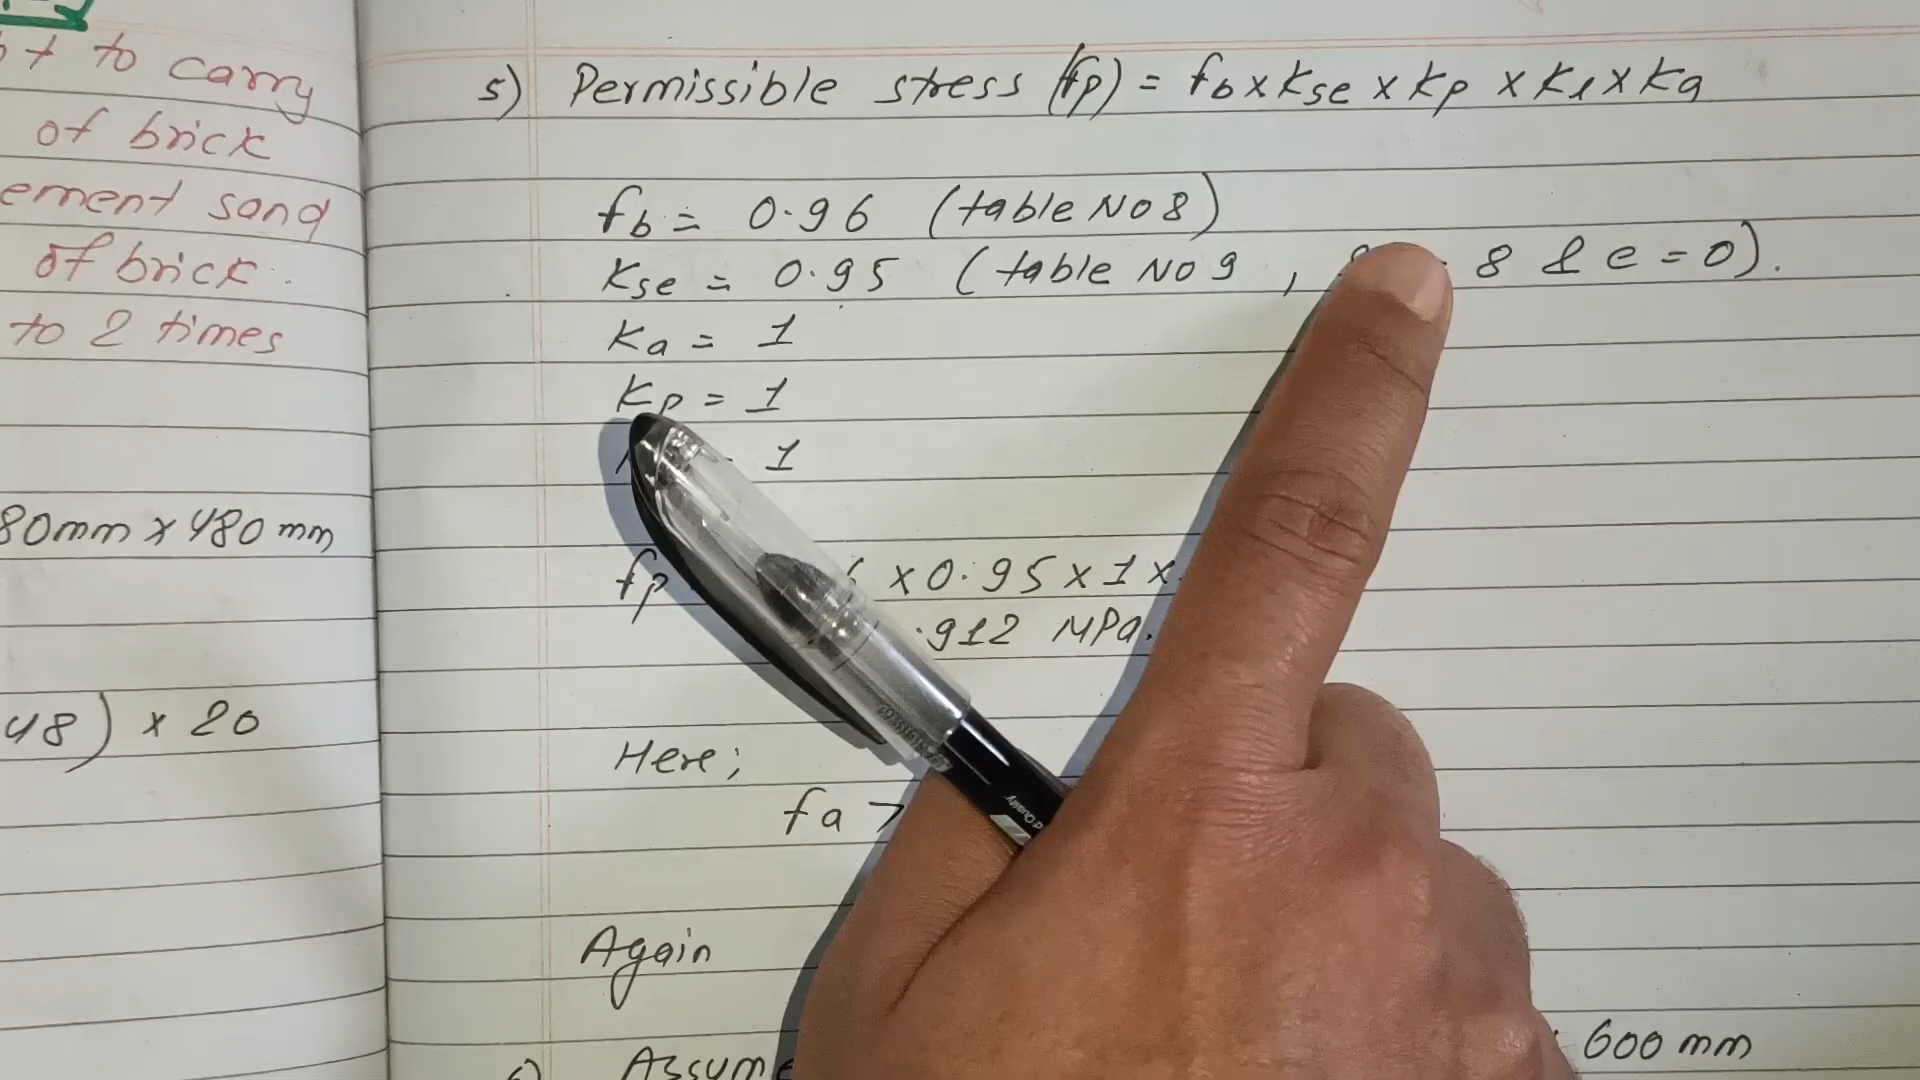 to carry
of brick
sand
of brick.
to 2 times
80mm x 480 mm
48) x 20
5) Permissible stress (fp) = fb x Kse x Kp x Kl x Ka
fb = 0.96 (table No 8)
Kse = 0.95 (table No 9, 8 & e = 0).
Ka = 1
Kp = 1
1
fp x 0.95 x 1 x
.912 MPa.
Here;
fa >
Again
Assume
600 mm